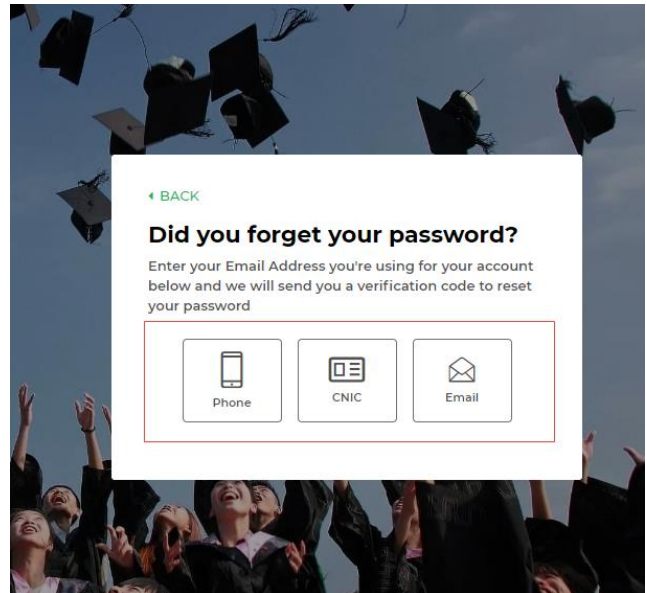 BACK
Did you forget your password?
Enter your Email Address you're using for your account
below and we will send you a verification code to reset
your password
Phone
CNIC
Email